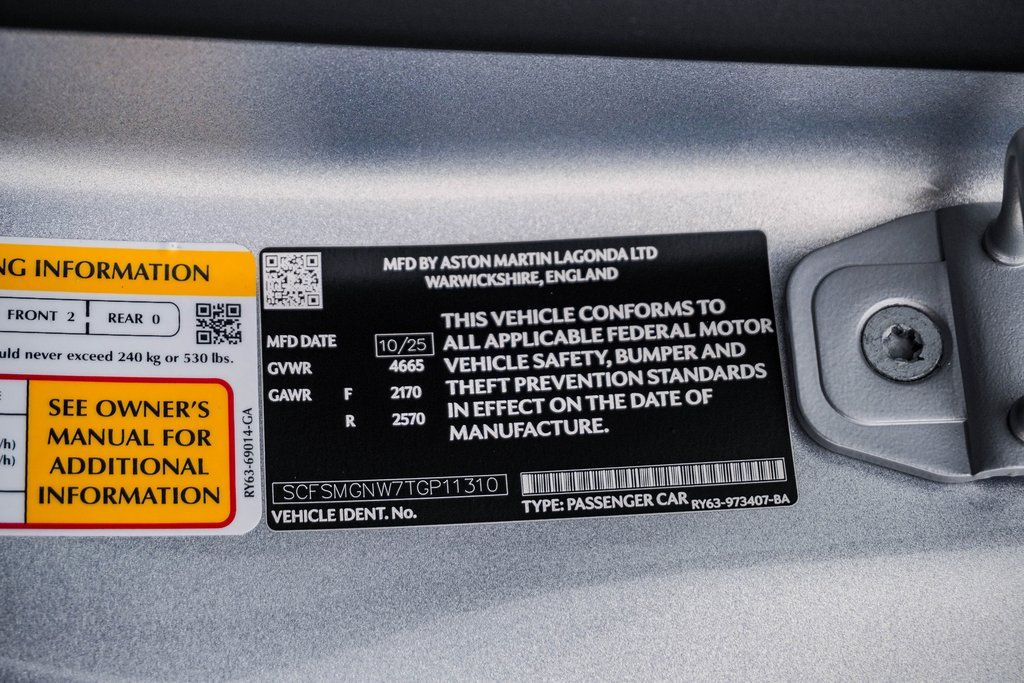 NG INFORMATION
FRONT 2 REAR 0
uld never exceed 240 kg or 530 lbs.
/h)
/h)
SEE OWNER'S
MANUAL FOR
ADDITIONAL
INFORMATION
RY63-69014-GA
MFD BY ASTON MARTIN LAGONDA LTD
WARWICKSHIRE, ENGLAND
MFD DATE 10/25
GVWR 4665
GAWR F 2170
R 2570
THIS VEHICLE CONFORMS TO
ALL APPLICABLE FEDERAL MOTOR
VEHICLE SAFETY, BUMPER AND
THEFT PREVENTION STANDARDS
IN EFFECT ON THE DATE OF
MANUFACTURE.
SCFSMGNW7TGP11310
VEHICLE IDENT. No.
TYPE: PASSENGER CAR RY63-973407-BA